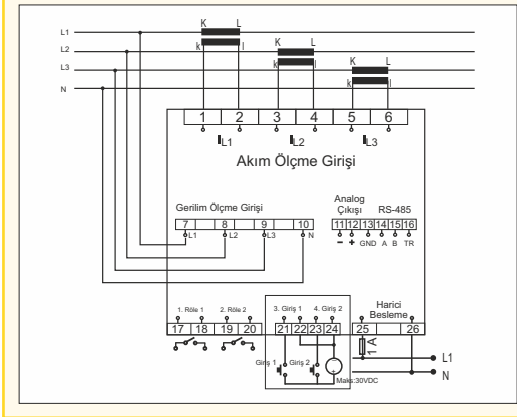 K L
L1
k l
K L
L2
k l
K L
L3
k l
N
1 2 3 4 5 6
IL1 IL2 IL3
Akım Ölçme Girişi
Gerilim Ölçme Girişi
Analog Çıkışı RS-485
7 8 9 10
11 12 13 14 15 16
L1 L2 L3 N
- + GND A B TR
1. Röle 1 2. Röle 2
3. Giriş 1 4. Giriş 2
Harici Besleme
17 18 19 20
21 22 23 24
25 26
1 A
Giriş 1 Giriş 2
Maks:30VDC
L1
N